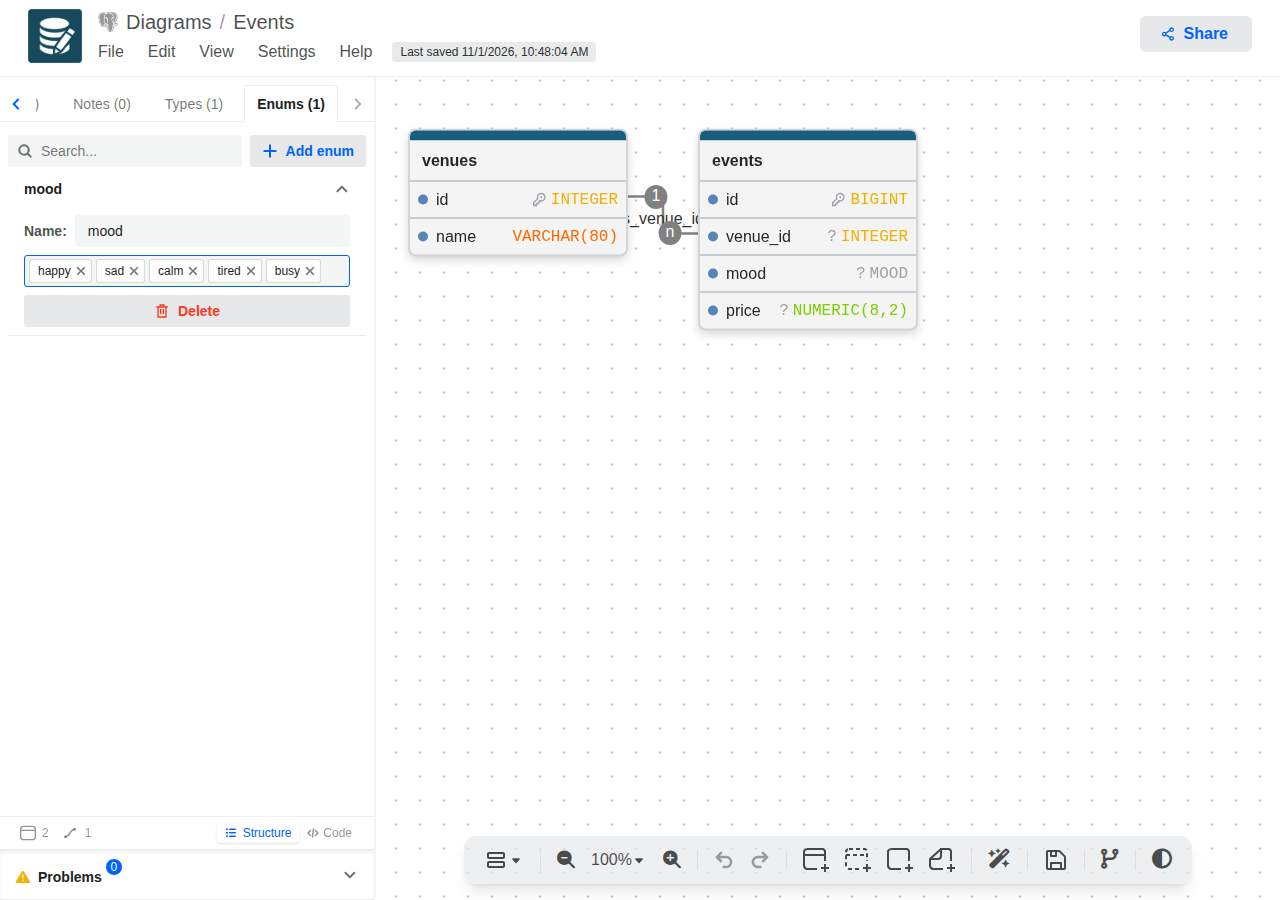 Diagrams / Events
File Edit View Settings Help Last saved 11/1/2026, 10:48:04 AM
Share
) Notes (0) Types (1) Enums (1)
Search... Add enum
mood
Name: mood
happy sad calm tired busy
Delete
2 1 Structure Code
Problems 0
venues
id INTEGER
name VARCHAR(80)
1
_venue_id
n
events
id BIGINT
venue_id ? INTEGER
mood ? MOOD
price ? NUMERIC(8,2)
100%